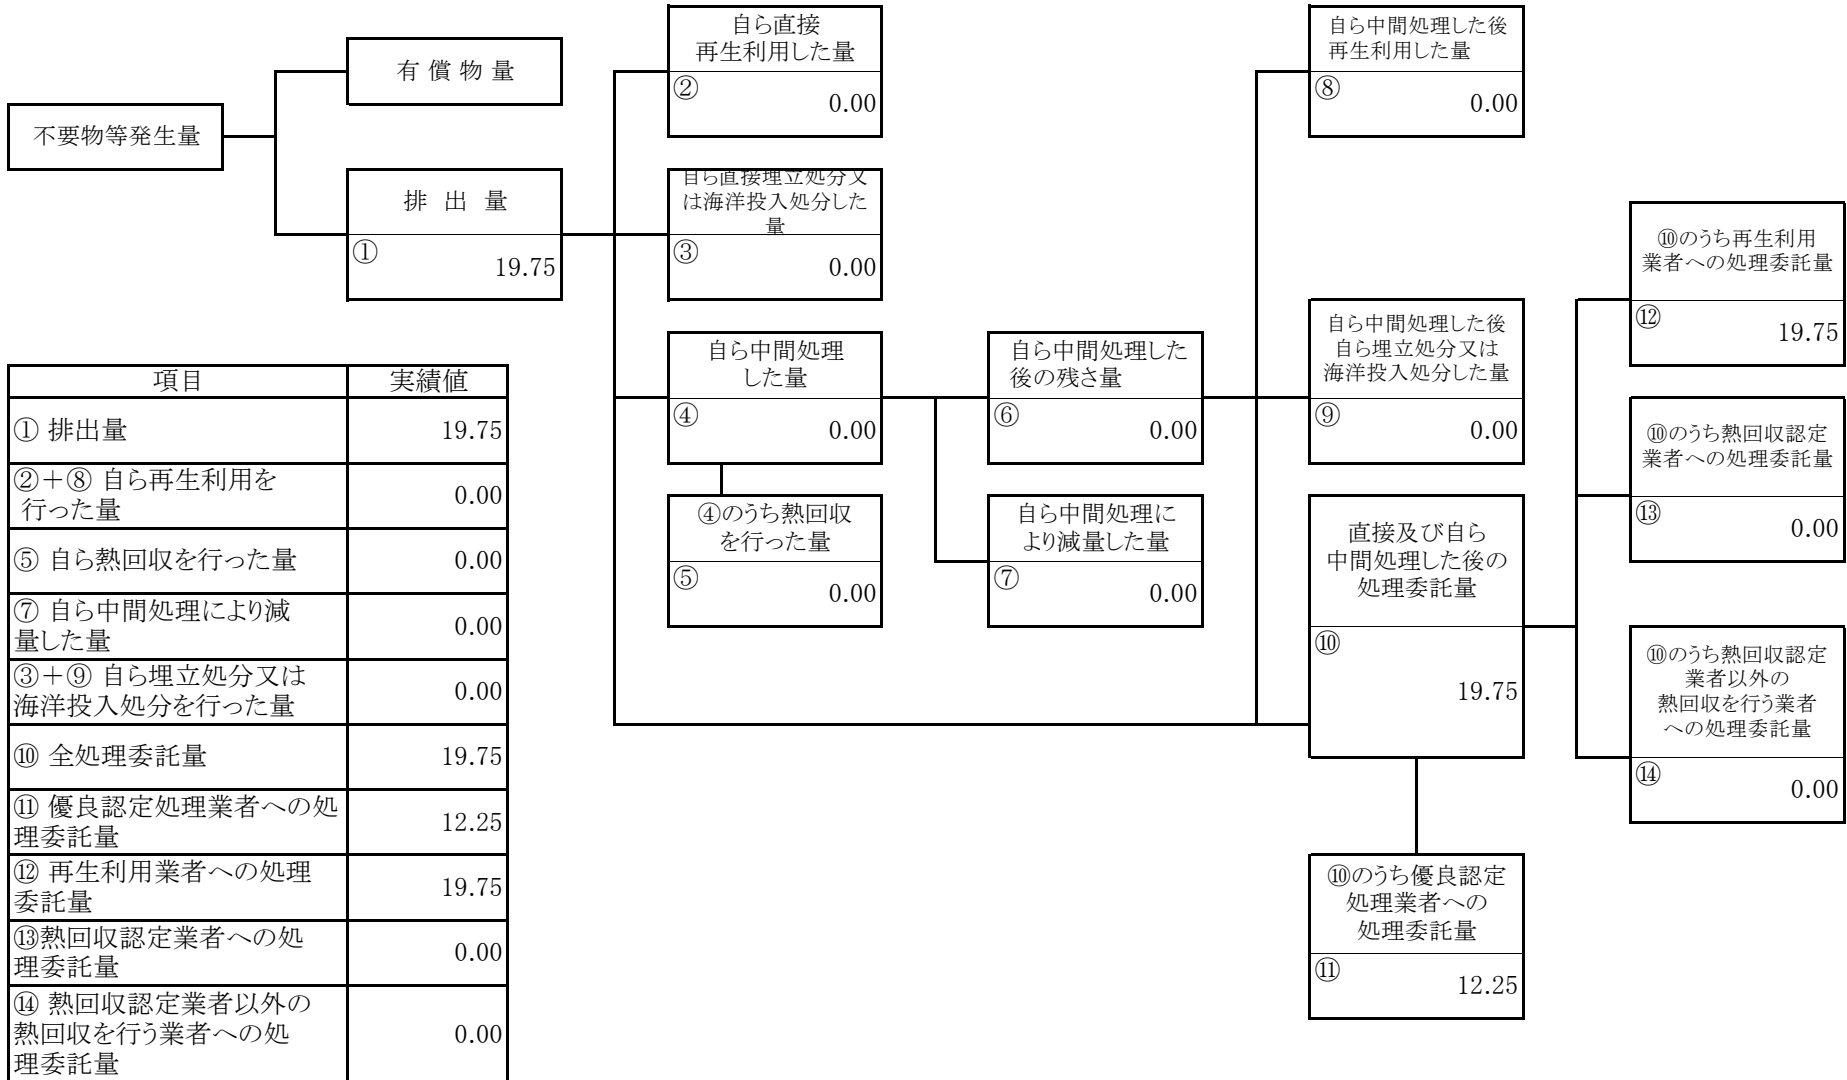 不要物等発生量
有 償 物 量
排 出 量
①
19.75
自ら直接
再生利用した量
②
0.00
自ら直接埋立処分又
は海洋投入処分した
量
③
0.00
自ら中間処理
した量
④
0.00
④のうち熱回収
を行った量
⑤
0.00
自ら中間処理した
後の残さ量
⑥
0.00
自ら中間処理に
より減量した量
⑦
0.00
自ら中間処理した後
再生利用した量
⑧
0.00
自ら中間処理した後
自ら埋立処分又は
海洋投入処分した量
⑨
0.00
直接及び自ら
中間処理した後の
処理委託量
⑩
19.75
⑩のうち優良認定
処理業者への
処理委託量
⑪
12.25
⑩のうち再生利用
業者への処理委託量
⑫
19.75
⑩のうち熱回収認定
業者への処理委託量
⑬
0.00
⑩のうち熱回収認定
業者以外の
熱回収を行う業者
への処理委託量
⑭
0.00
項目 実績値
① 排出量 19.75
②＋⑧ 自ら再生利用を
行った量 0.00
⑤ 自ら熱回収を行った量 0.00
⑦ 自ら中間処理により減
量した量 0.00
③＋⑨ 自ら埋立処分又は
海洋投入処分を行った量 0.00
⑩ 全処理委託量 19.75
⑪ 優良認定処理業者への処
理委託量 12.25
⑫ 再生利用業者への処理
委託量 19.75
⑬熱回収認定業者への処
理委託量 0.00
⑭ 熱回収認定業者以外の
熱回収を行う業者への処
理委託量 0.00